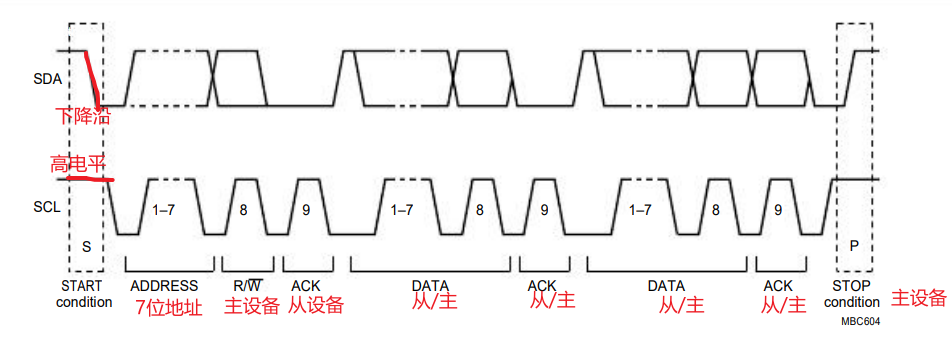 SDA
下降沿
高电平
SCL
1–7 8 9 1–7 8 9 1–7 8 9
S P
START condition
ADDRESS R/W̅ ACK DATA ACK DATA ACK
STOP condition
7位地址 主设备 从设备 从/主 从/主 从/主 从/主 主设备
MBC604